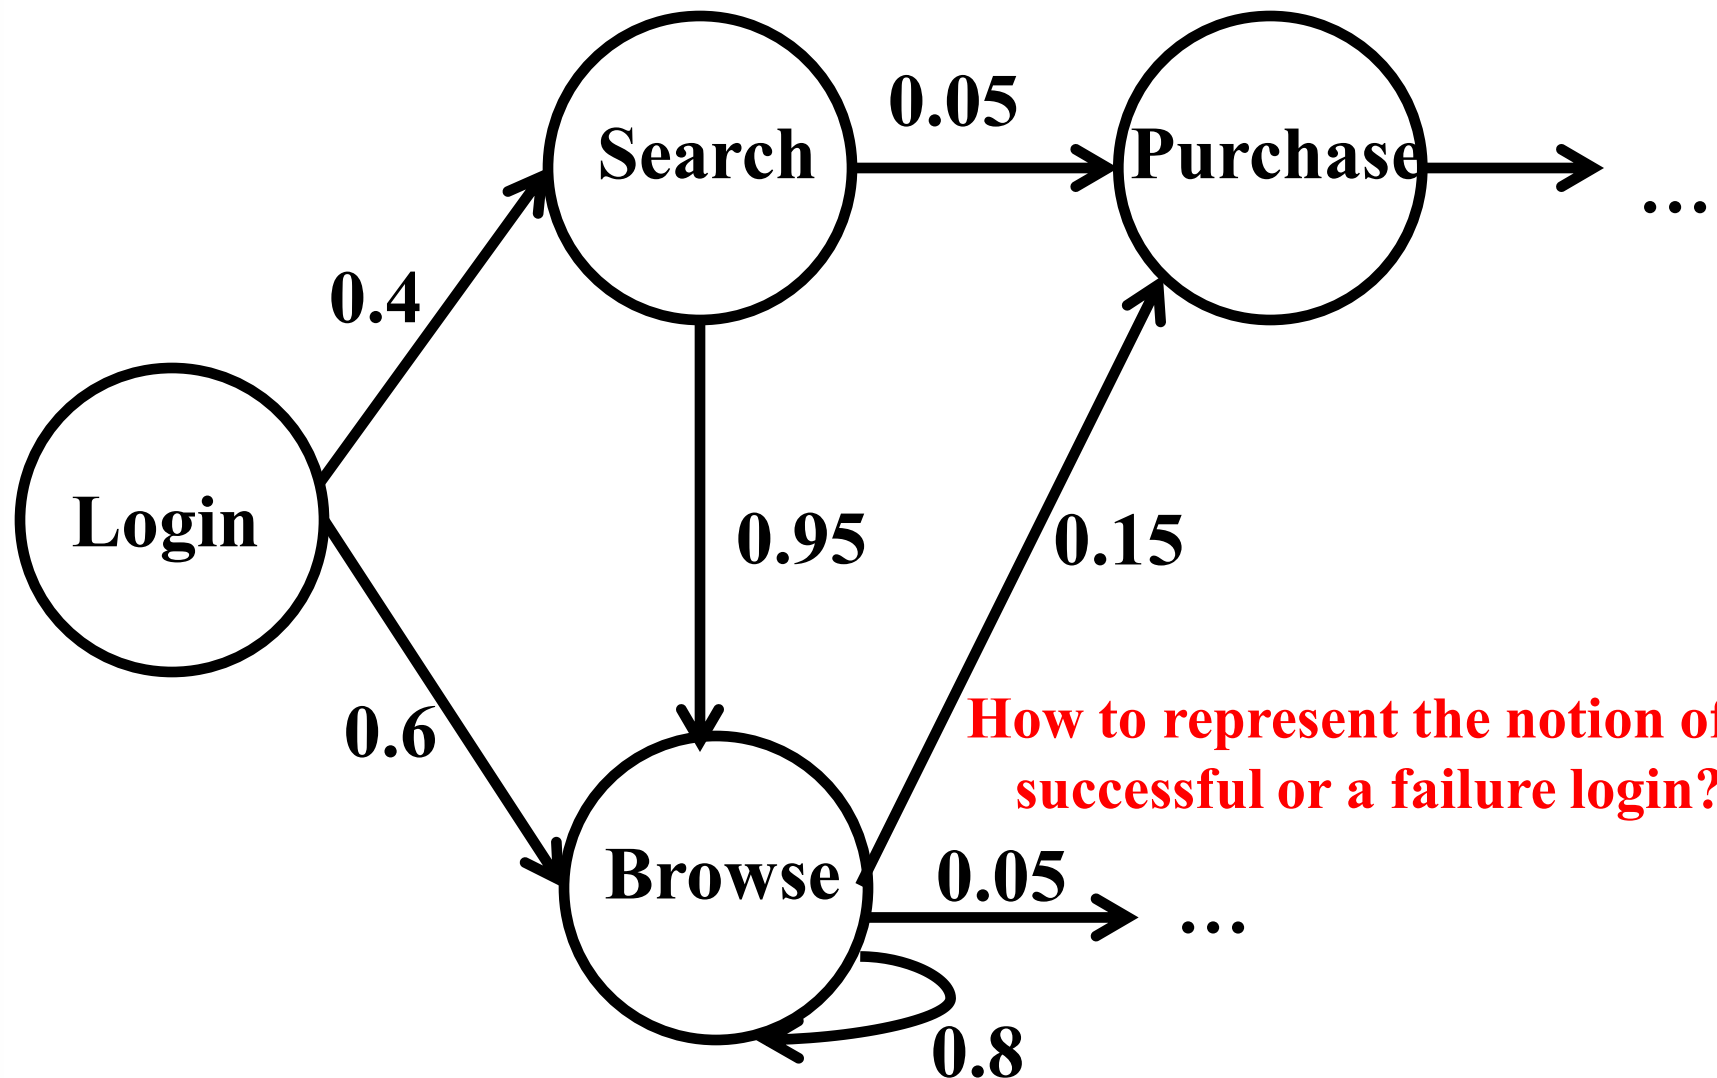 0.05
Search
Purchase
...
0.4
Login
0.95
0.15
0.6
How to represent the notion of
successful or a failure login?
Browse
0.05
...
0.8